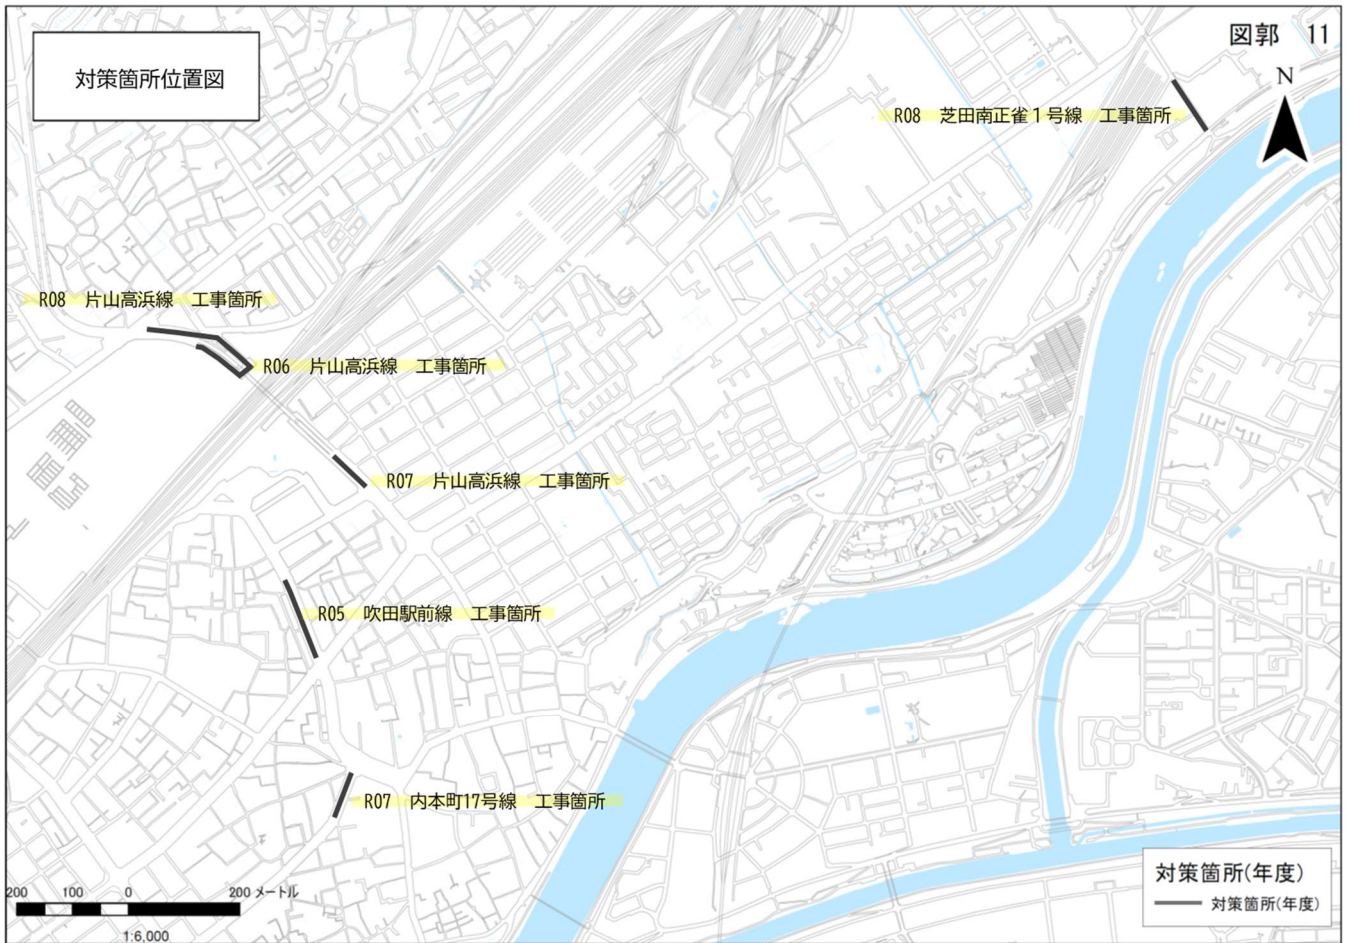 図郭 11
対策箇所位置図
N
R08 芝田南正雀1号線 工事箇所
R08 片山高浜線 工事箇所
R06 片山高浜線 工事箇所
R07 片山高浜線 工事箇所
R05 吹田駅前線 工事箇所
R07 内本町17号線 工事箇所
200 100 0 200 メートル
1:6,000
対策箇所(年度)
対策箇所(年度)